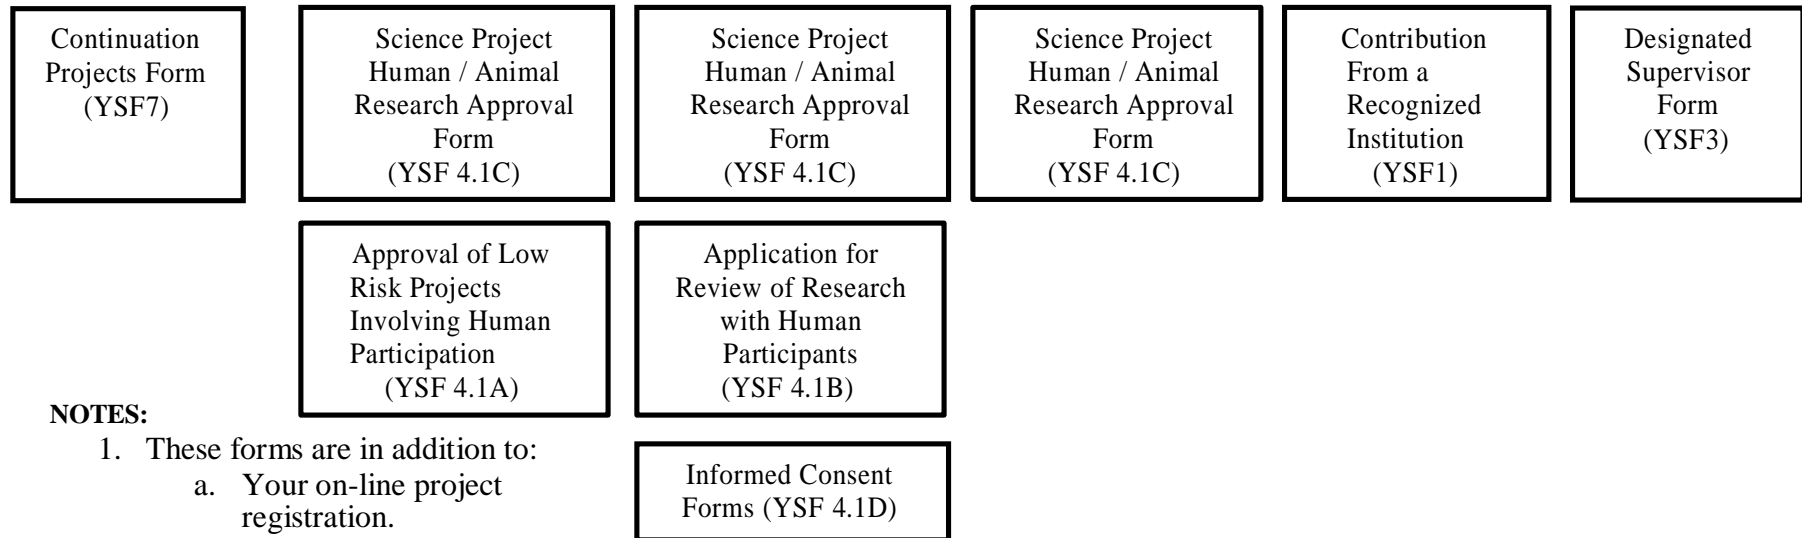 Continuation
Projects Form
(YSF7)
Science Project
Human / Animal
Research Approval
Form
(YSF 4.1C)
Science Project
Human / Animal
Research Approval
Form
(YSF 4.1C)
Science Project
Human / Animal
Research Approval
Form
(YSF 4.1C)
Contribution
From a
Recognized
Institution
(YSF1)
Designated
Supervisor
Form
(YSF3)
Approval of Low
Risk Projects
Involving Human
Participation
(YSF 4.1A)
Application for
Review of Research
with Human
Participants
(YSF 4.1B)
Informed Consent
Forms (YSF 4.1D)
NOTES:
1. These forms are in addition to:
a. Your on-line project
registration.